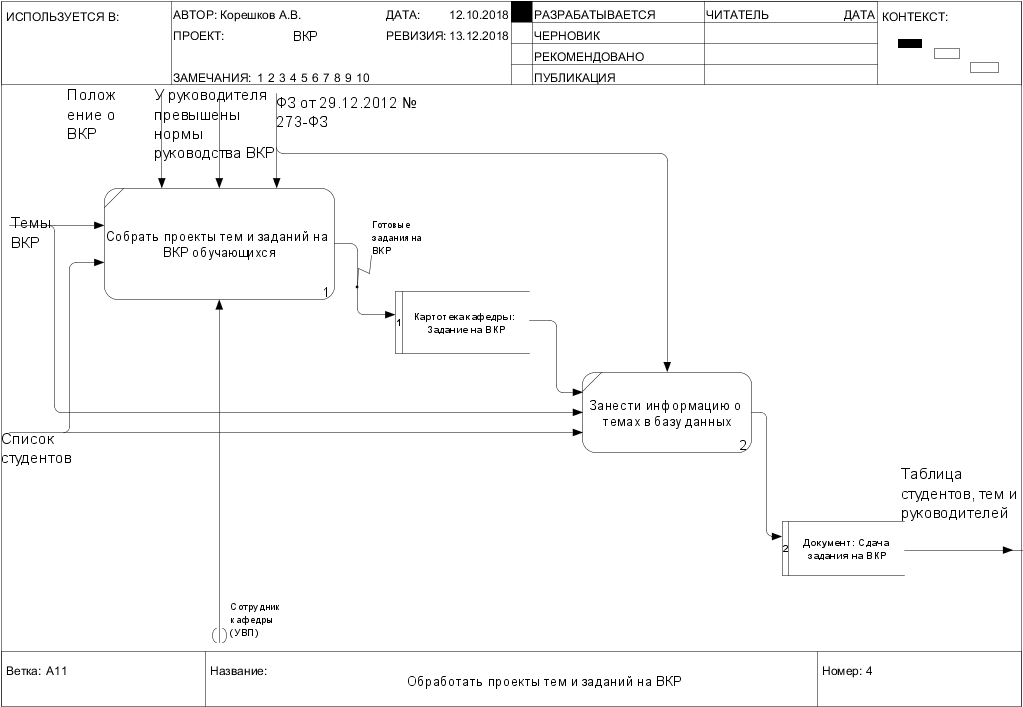 ИСПОЛЬЗУЕТСЯ В:
АВТОР: Корешков А.В.
ДАТА: 12.10.2018
РАЗРАБАТЫВАЕТСЯ
ЧИТАТЕЛЬ
ДАТА
КОНТЕКСТ:
ПРОЕКТ: ВКР
РЕВИЗИЯ: 13.12.2018
ЧЕРНОВИК
РЕКОМЕНДОВАНО
ЗАМЕЧАНИЯ: 1 2 3 4 5 6 7 8 9 10
ПУБЛИКАЦИЯ
Полож
ение о
ВКР
У руководителя
превышены
нормы
руководства ВКР
ФЗ от 29.12.2012 №
273-ФЗ
Темы
ВКР
Собрать проекты тем и заданий на
ВКР обучающихся
1
Готовые
задания на
ВКР
1
Картотека кафедры:
Задание на ВКР
Занести информацию о
темах в базу данных
2
Список
студентов
Таблица
студентов, тем и
руководителей
2
Документ: Сдача
задания на ВКР
Сотрудник
кафедры
(УВП)
Ветка: A11
Название:
Обработать проекты тем и заданий на ВКР
Номер: 4